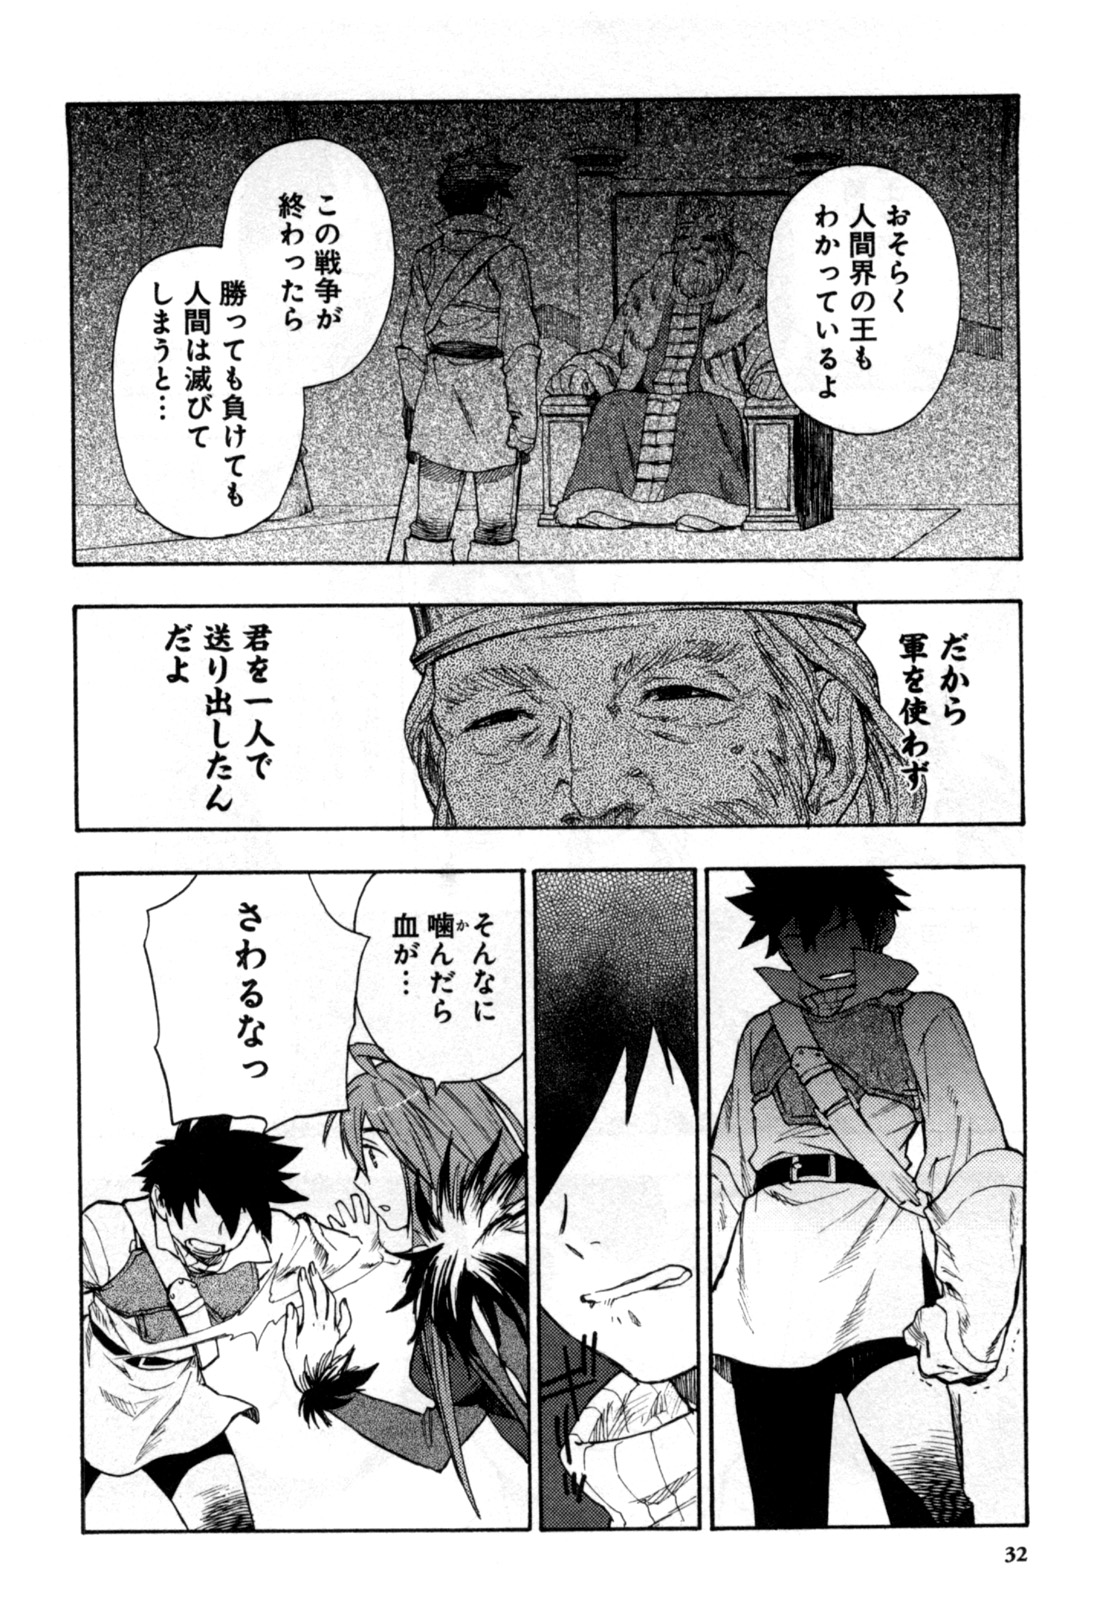 おそらく
人間界の王も
わかっているよ
この戦争が
終わったら
勝っても負けても
人間は滅びて
しまうと…
だから
軍を使わず
君を一人で
送り出したん
だよ
ギュ
そんなに
噛んだら
か
血が…
さわるなっ
32